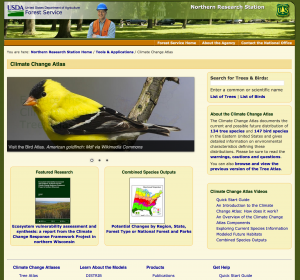 USDA United States Department of Agriculture
Forest Service
Northern Research Station
Forest Service Home
About the Agency
Contact the National Office
You are here: Northern Research Station Home / Tools & Applications / Climate Change Atlas
Climate Change Atlas
Visit the Bird Atlas. American goldfinch: Mdf via Wikimedia Commons
Featured Research
Ecosystem vulnerability assessment and synthesis: a report from the Climate Change Response Framework Project in northern Wisconsin
Combined Species Outputs
Potential Changes by Region, State, Forest Type or National Forest and Parks
Search for Trees & Birds:
Enter a common or scientific name
List of Trees | List of Birds
About the Climate Change Atlas
The Climate Change Atlas documents the
current and possible future distribution of
134 tree species and 147 bird species
in the Eastern United States and gives
detailed information on environmental
characteristics defining these
distributions. Please be sure to read the
warnings, cautions and questions.
You can also browse and view the
previous version of the Tree Atlas
Climate Change Atlas Videos
Quick Start Guide
An Introduction to the Climate
Change Atlas: How does it work?
An Overview of the Climate Change
Atlas Components
Exploring Current Species Information
Modeled Future Habitats
Combined Species Outputs
Climate Change Atlases
Tree Atlas
Learn About the Models
DISTRIB
Products
Publications
Help
Quick Start Guide